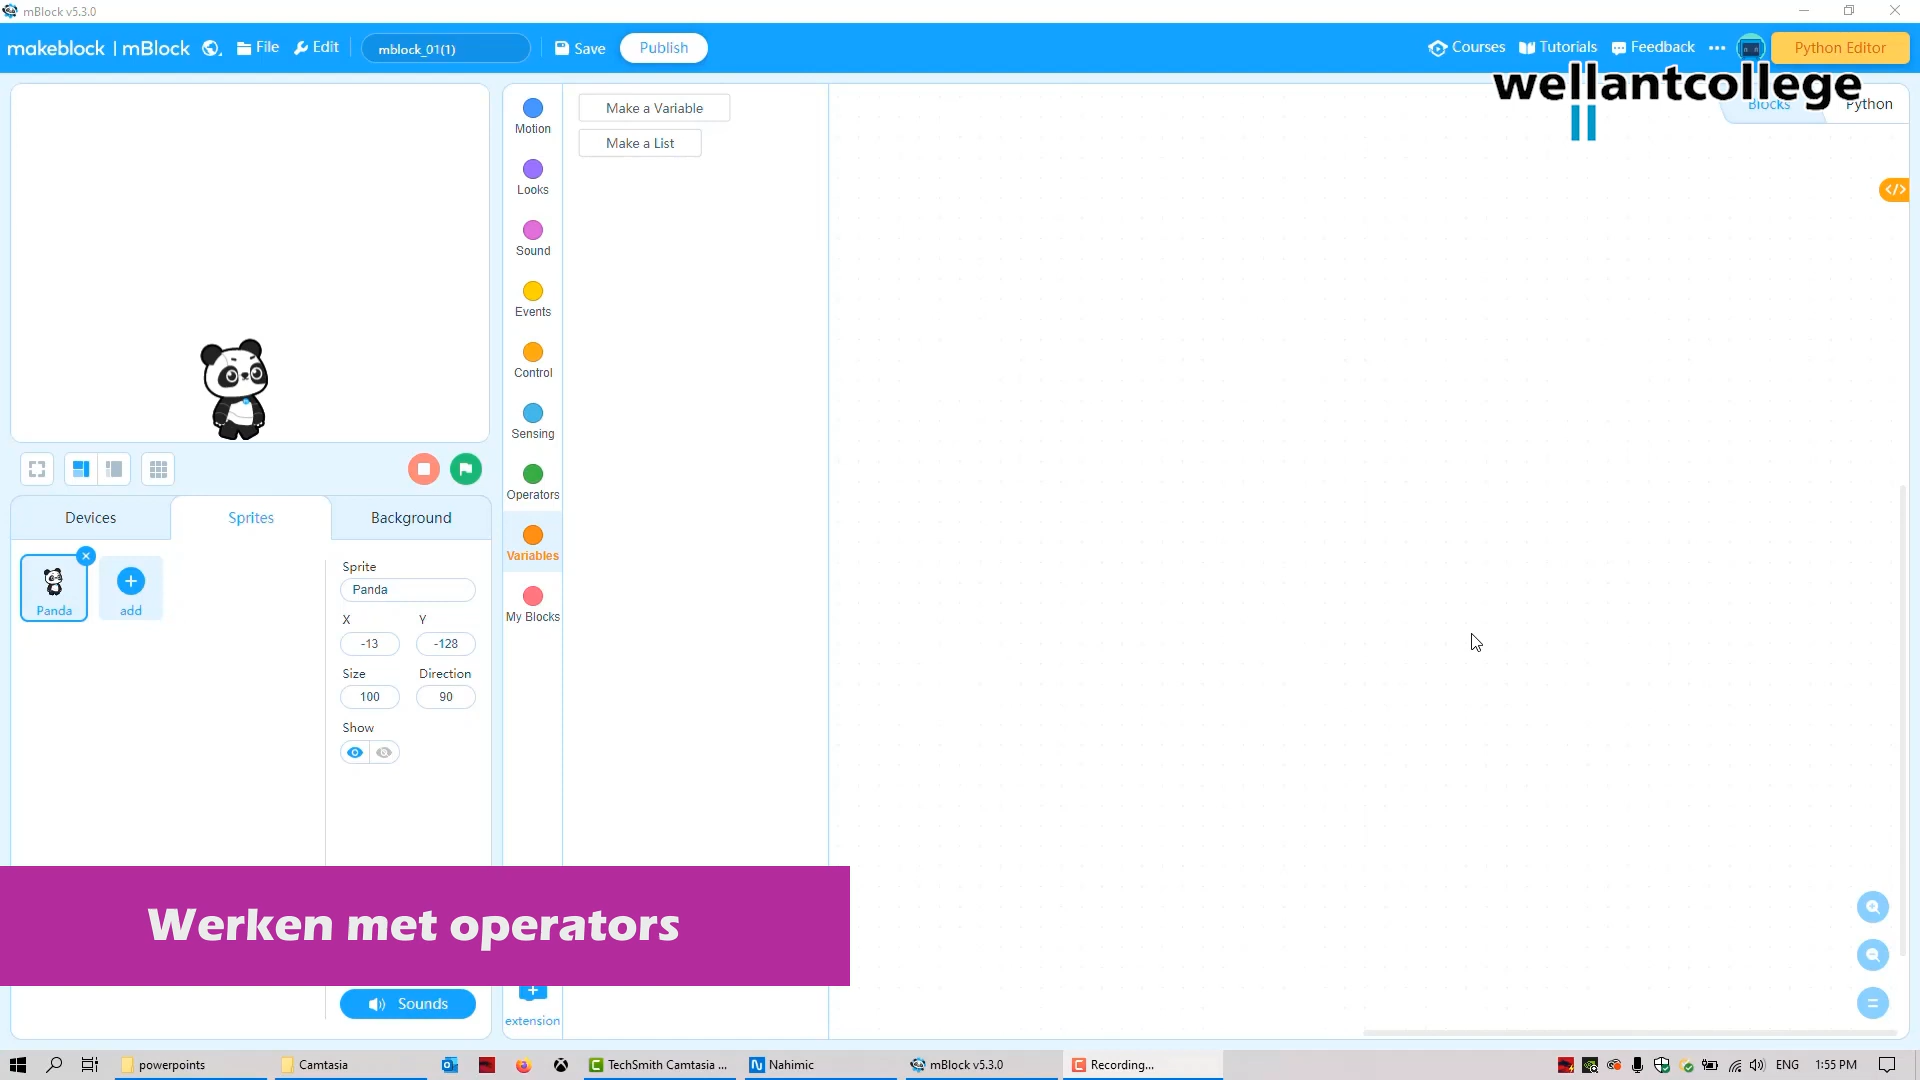 mBlock v5.3.0
makeblock | mBlock
File
Edit
mblock_01(1)
Save
Publish
Courses
Tutorials
Feedback
Python Editor
wellantcollege
Blocks
Python
Motion
Looks
Sound
Events
Control
Sensing
Operators
Variables
My Blocks
extension
Make a Variable
Make a List
</>
Devices
Sprites
Background
Panda
add
Sprite
Panda
X
Y
-13
-128
Size
Direction
100
90
Show
Werken met operators
Sounds
powerpoints
Camtasia
TechSmith Camtasia ...
Nahimic
mBlock v5.3.0
Recording...
ENG
1:55 PM